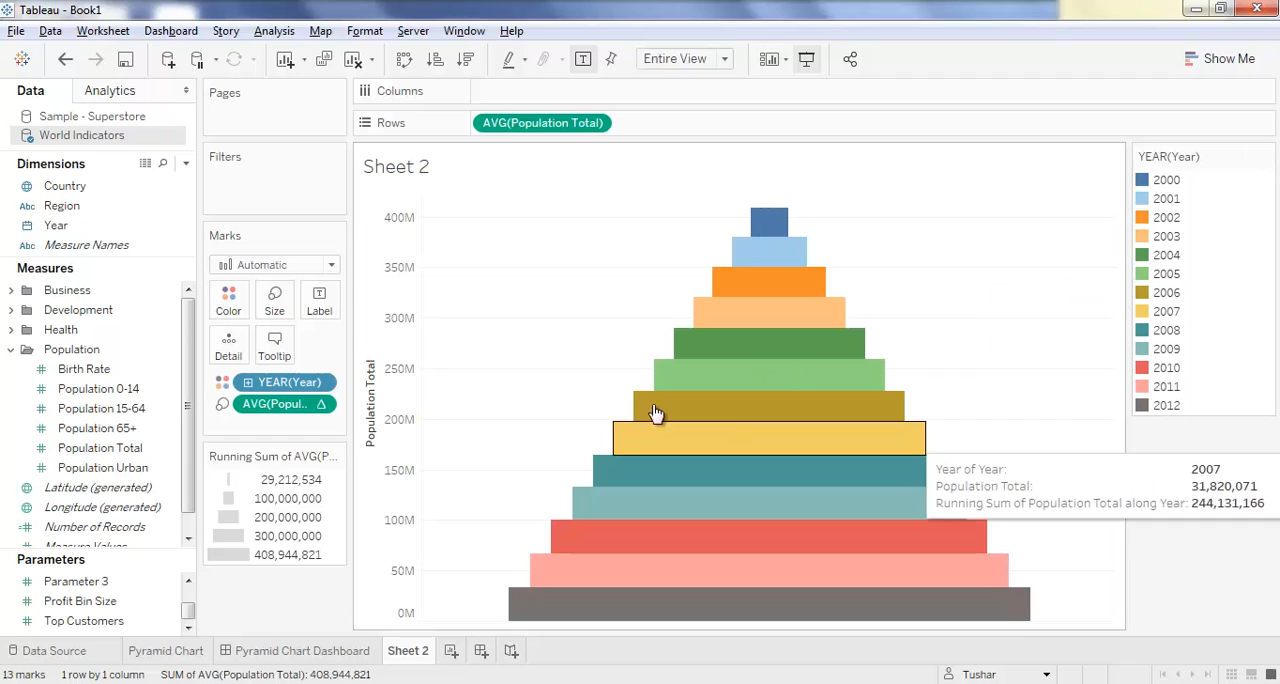 Tableau - Book1
File Data Worksheet Dashboard Story Analysis Map Format Server Window Help
Entire View
Show Me
Data Analytics
Sample - Superstore
World Indicators
Dimensions
Country
Abc Region
Year
Abc Measure Names
Measures
Business
Development
Health
Population
Birth Rate
Population 0-14
Population 15-64
Population 65+
Population Total
Population Urban
Latitude (generated)
Longitude (generated)
Number of Records
Measure Values
Parameters
Parameter 3
Profit Bin Size
Top Customers
Pages
Filters
Marks
Automatic
Color Size Label
Detail Tooltip
YEAR(Year)
AVG(Popul.. Δ
Running Sum of AVG(P...
29,212,534
100,000,000
200,000,000
300,000,000
408,944,821
Columns
Rows AVG(Population Total)
Sheet 2
Population Total
400M
350M
300M
250M
200M
150M
100M
50M
0M
Year of Year: 2007
Population Total: 31,820,071
Running Sum of Population Total along Year: 244,131,166
YEAR(Year)
2000
2001
2002
2003
2004
2005
2006
2007
2008
2009
2010
2011
2012
Data Source Pyramid Chart Pyramid Chart Dashboard Sheet 2
13 marks 1 row by 1 column SUM of AVG(Population Total): 408,944,821
Tushar